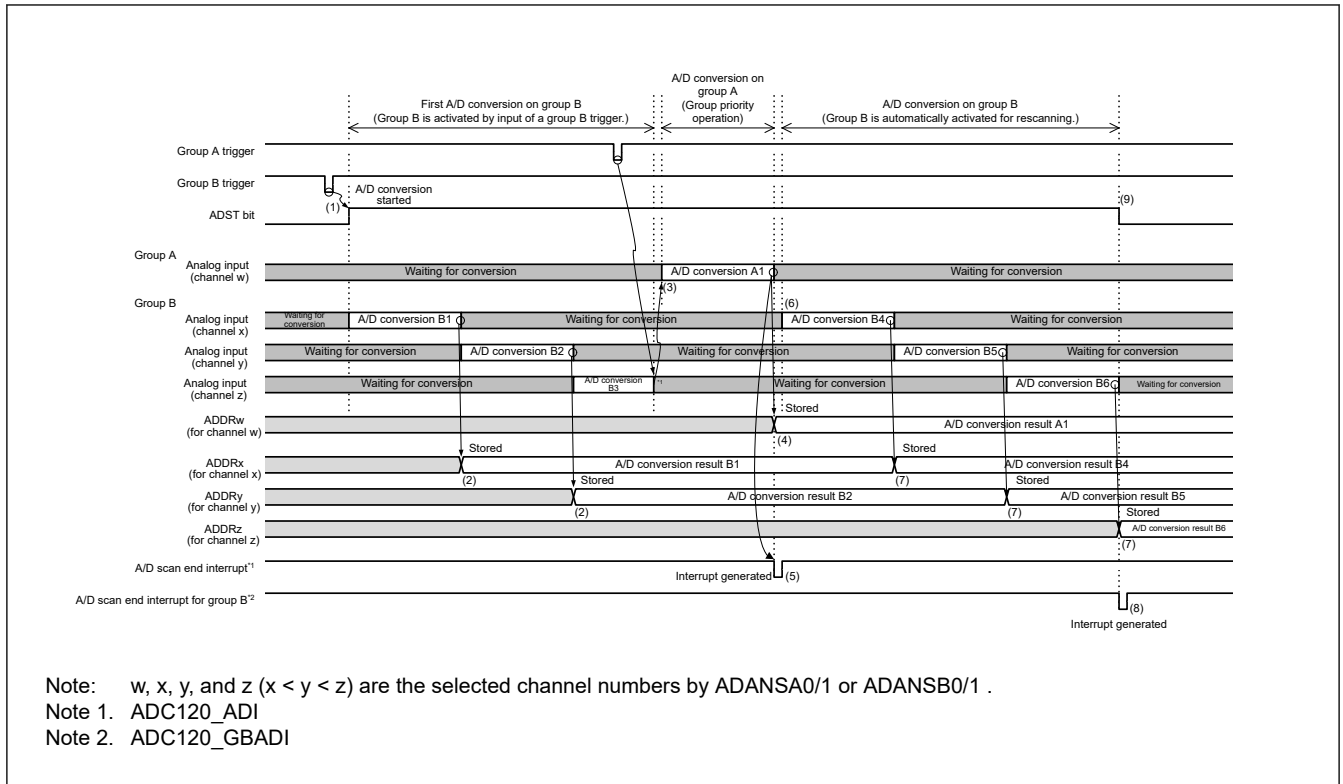 A/D conversion on
group A
(Group priority
operation)
First A/D conversion on group B
(Group B is activated by input of a group B trigger.)
A/D conversion on group B
(Group B is automatically activated for rescanning.)
Group A trigger
Group B trigger
A/D conversion
started
(1)
(9)
ADST bit
Group A
Analog input
(channel w)
Waiting for conversion
A/D conversion A1
Waiting for conversion
(3)
Group B
(6)
Analog input
(channel x)
Waiting for
conversion
A/D conversion B1
Waiting for conversion
A/D conversion B4
Waiting for conversion
Analog input
(channel y)
Waiting for conversion
A/D conversion B2
Waiting for conversion
A/D conversion B5
Waiting for conversion
Analog input
(channel z)
Waiting for conversion
A/D conversion
B3
*1
Waiting for conversion
A/D conversion B6
Waiting for conversion
Stored
ADDRw
(for channel w)
A/D conversion result A1
(4)
Stored
Stored
ADDRx
(for channel x)
A/D conversion result B1
A/D conversion result B4
(2)
(7)
Stored
Stored
ADDRy
(for channel y)
A/D conversion result B2
A/D conversion result B5
(2)
(7)
Stored
ADDRz
(for channel z)
A/D conversion result B6
(7)
A/D scan end interrupt*1
Interrupt generated
(5)
A/D scan end interrupt for group B*2
(8)
Interrupt generated
Note: w, x, y, and z (x < y < z) are the selected channel numbers by ADANSA0/1 or ADANSB0/1 .
Note 1. ADC120_ADI
Note 2. ADC120_GBADI